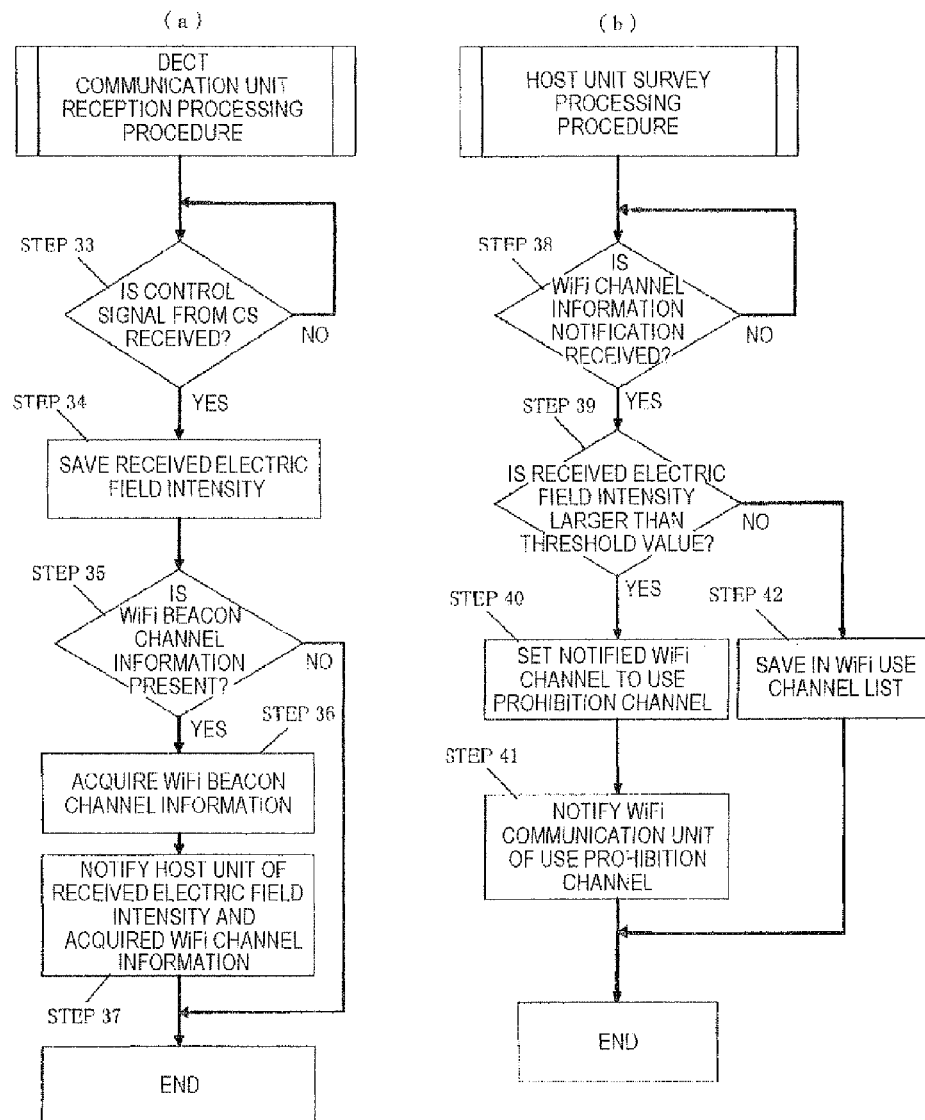 (a)
DECT
COMMUNICATION UNIT
RECEPTION PROCESSING
PROCEDURE
STEP 33
IS CONTROL
SIGNAL FROM CS
RECEIVED?
NO
YES
STEP 34
SAVE RECEIVED ELECTRIC
FIELD INTENSITY
STEP 35
IS
WiFi BEACON
CHANNEL
INFORMATION
PRESENT?
NO
YES
STEP 36
ACQUIRE WiFi BEACON
CHANNEL INFORMATION
NOTIFY HOST UNIT OF
RECEIVED ELECTRIC FIELD
INTENSITY AND
ACQUIRED WiFi CHANNEL
INFORMATION
STEP 37
END
(b)
HOST UNIT SURVEY
PROCESSING
PROCEDURE
STEP 38
IS
WiFi CHANNEL
INFORMATION
NOTIFICATION
RECEIVED?
NO
YES
STEP 39
IS RECEIVED ELECTRIC
FIELD INTENSITY
LARGER THAN
THRESHOLD VALUE?
NO
YES
STEP 40
SET NOTIFIED WiFi
CHANNEL TO USE
PROHIBITION CHANNEL
STEP 42
SAVE IN WiFi USE
CHANNEL LIST
STEP 41
NOTIFY WiFi
COMMUNICATION UNIT
OF USE PROHIBITION
CHANNEL
END